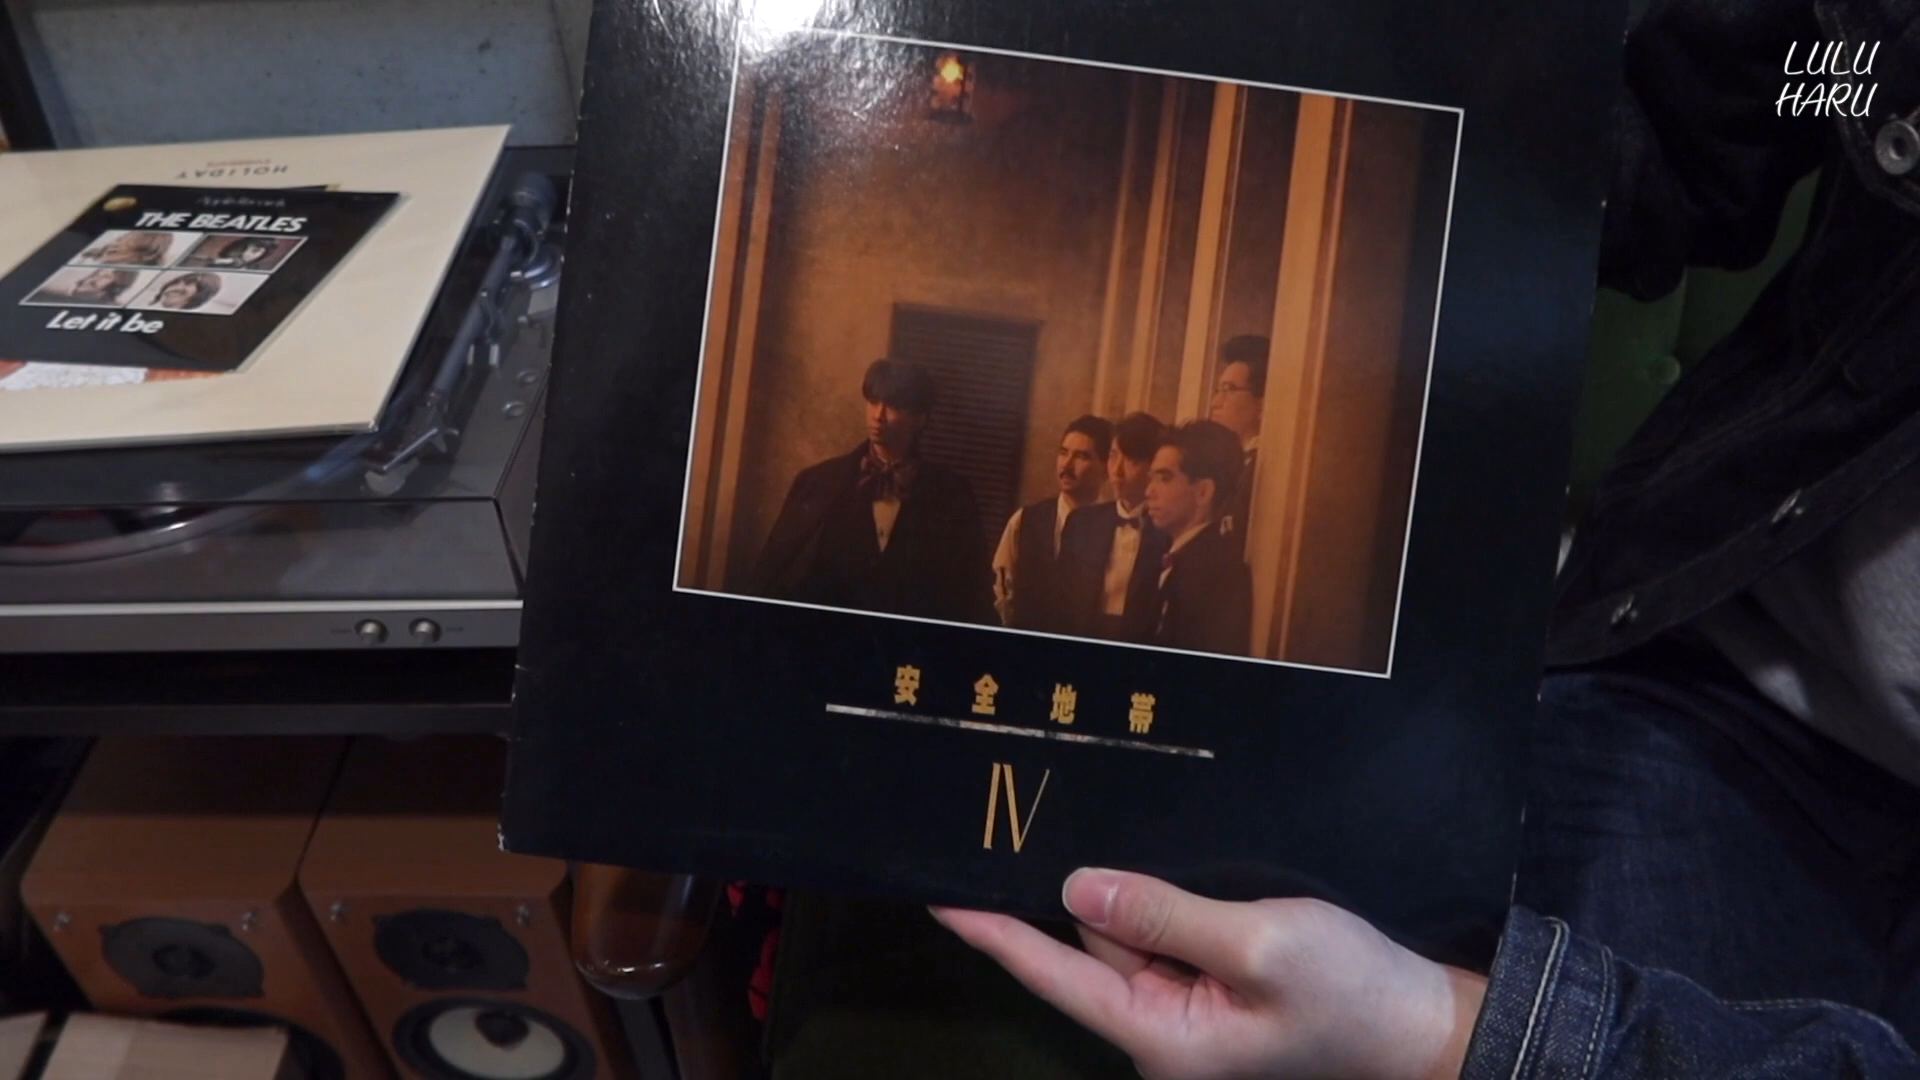 LULU
HARU
HOLIDAY
THE BEATLES
Let it be
安全地帯
IV